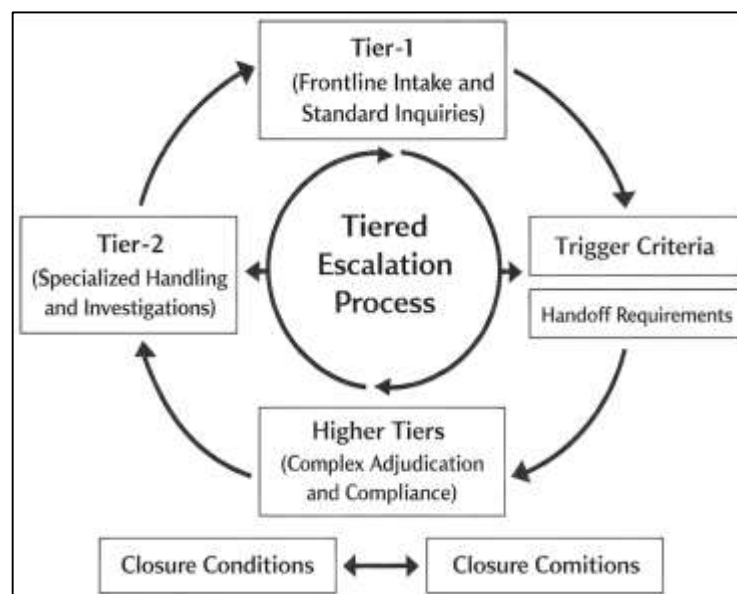 Tier-1
(Frontline Intake and
Standard Inquiries)
Tiered
Escalation
Process
Tier-2
(Specialized Handling
and Investigations)
Trigger Criteria
Handoff Requirements
Higher Tiers
(Complex Adjudication
and Compliance)
Closure Conditions
Closure Comitions